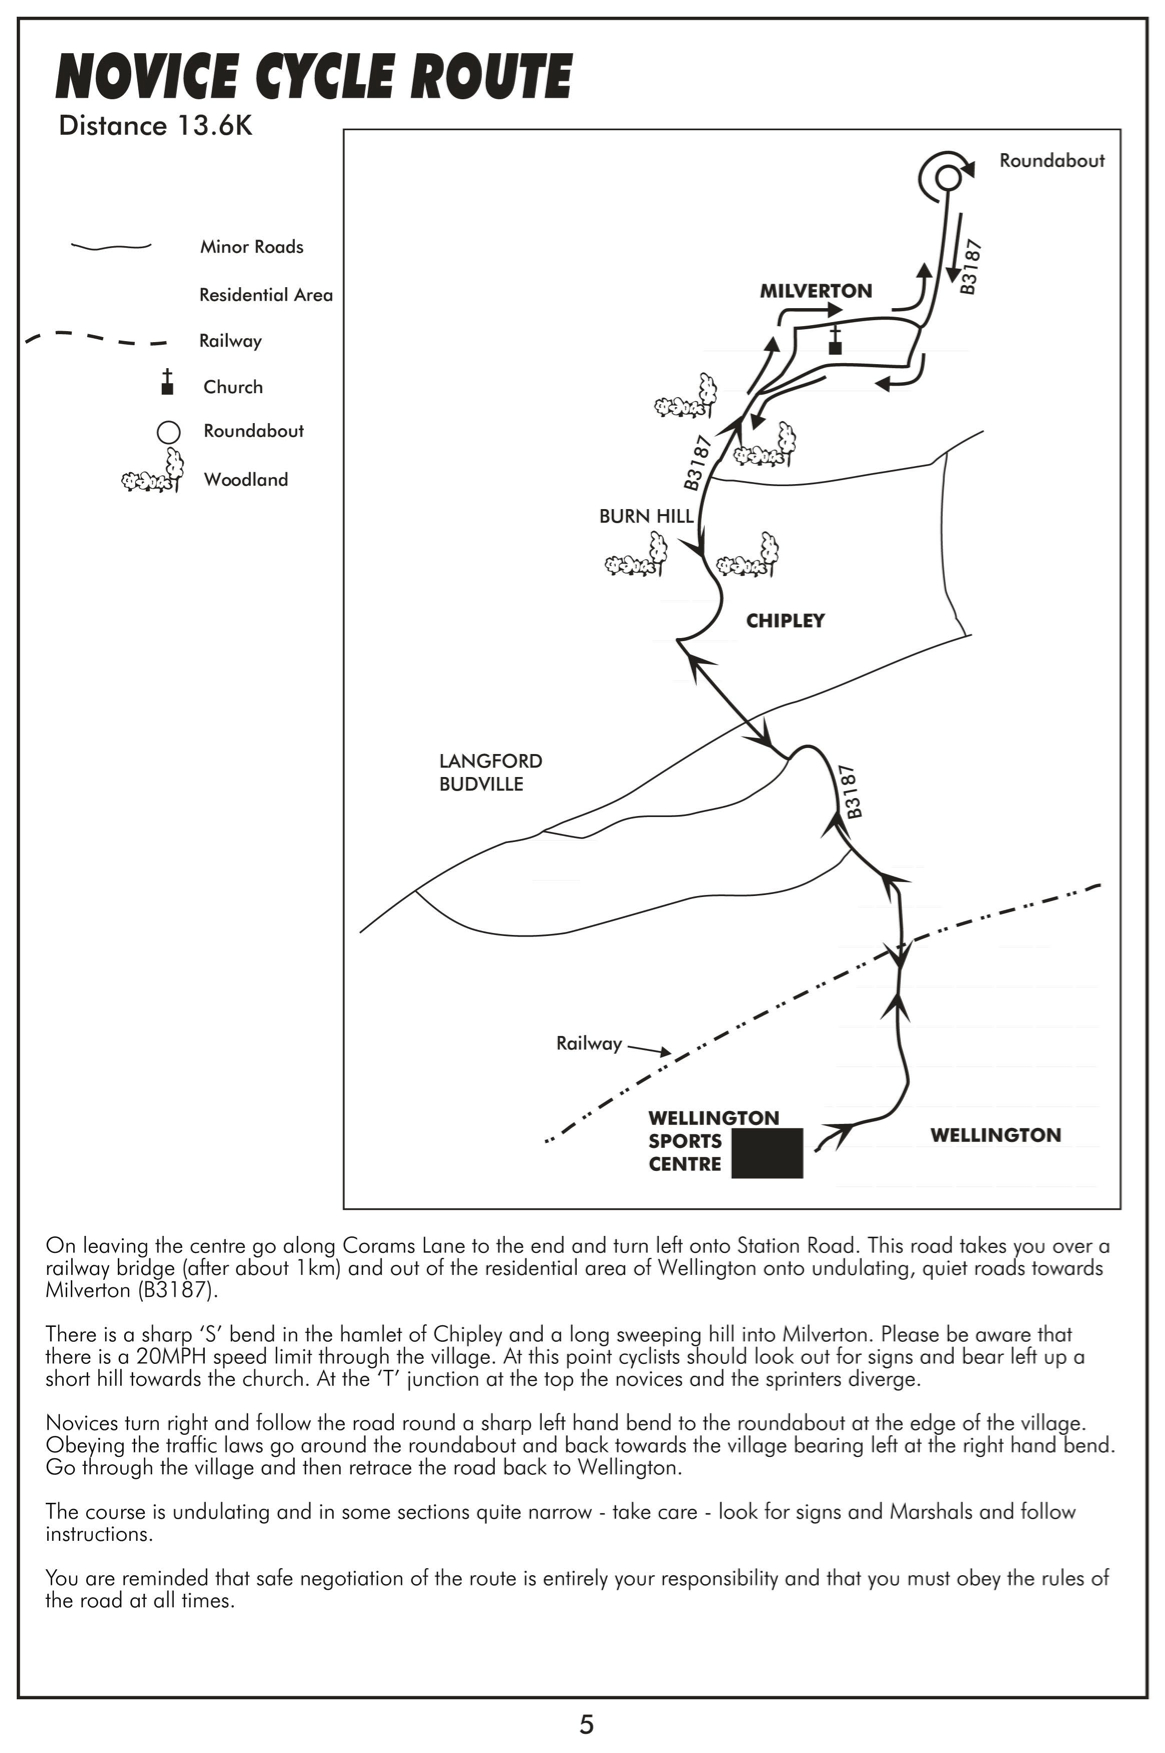 NOVICE CYCLE ROUTE
Distance 13.6K
Minor Roads
Residential Area
Railway
Church
Roundabout
Woodland
Roundabout
B3187
MILVERTON
B3187
BURN HILL
CHIPLEY
LANGFORD
BUDVILLE
B3187
Railway
WELLINGTON
SPORTS
CENTRE
WELLINGTON
On leaving the centre go along Corams Lane to the end and turn left onto Station Road. This road takes you over a
railway bridge (after about 1km) and out of the residential area of Wellington onto undulating, quiet roads towards
Milverton (B3187).
There is a sharp ‘S’ bend in the hamlet of Chipley and a long sweeping hill into Milverton. Please be aware that
there is a 20MPH speed limit through the village. At this point cyclists should look out for signs and bear left up a
short hill towards the church. At the ‘T’ junction at the top the novices and the sprinters diverge.
Novices turn right and follow the road round a sharp left hand bend to the roundabout at the edge of the village.
Obeying the traffic laws go around the roundabout and back towards the village bearing left at the right hand bend.
Go through the village and then retrace the road back to Wellington.
The course is undulating and in some sections quite narrow - take care - look for signs and Marshals and follow
instructions.
You are reminded that safe negotiation of the route is entirely your responsibility and that you must obey the rules of
the road at all times.
5